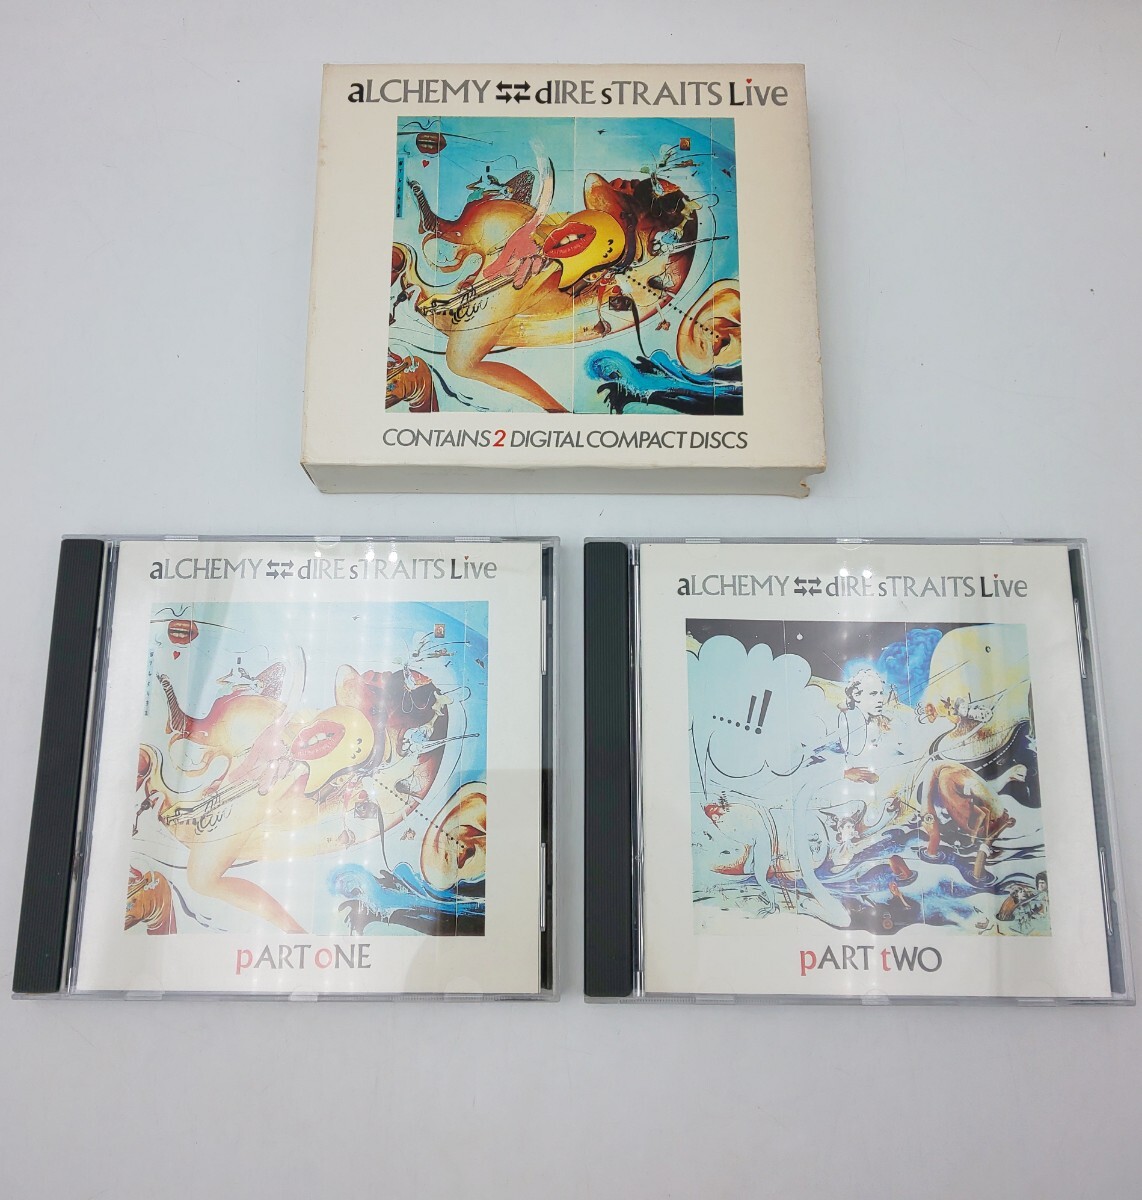 aLCHEMY ⇆⇄ dIRE sTRAITS Live
CONTAINS 2 DIGITAL COMPACT DISCS
aLCHEMY ⇆⇄ dIRE sTRAITS Live
pART oNE
aLCHEMY ⇆⇄ dIRE sTRAITS Live
....!!
pART tWO